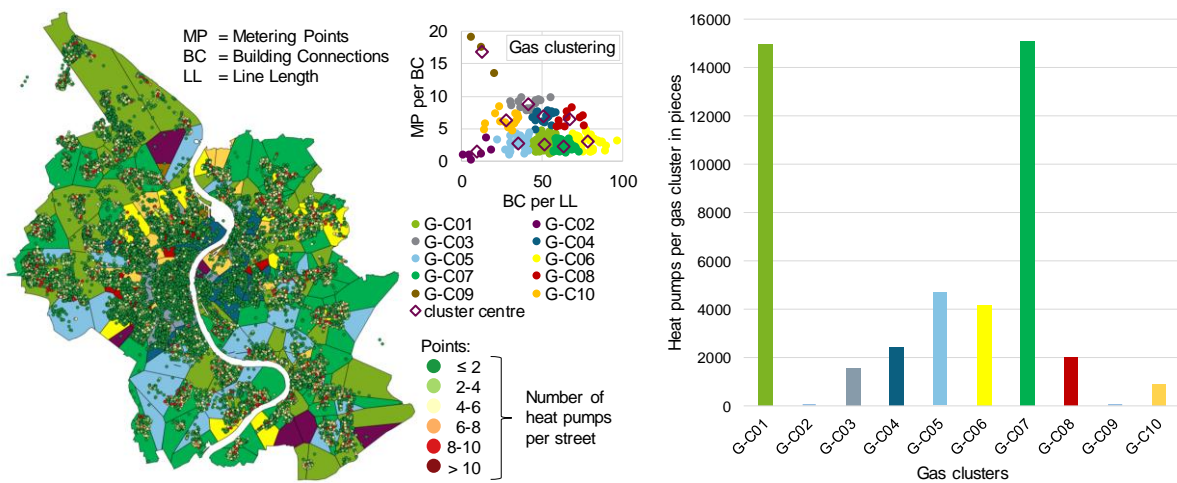 MP = Metering Points
BC = Building Connections
LL = Line Length
Gas clustering
MP per BC
20
15
10
5
0
0 50 100
BC per LL
G-C01 G-C02
G-C03 G-C04
G-C05 G-C06
G-C07 G-C08
G-C09 G-C10
cluster centre
Points:
≤ 2
2-4
4-6
6-8
8-10
> 10
Number of
heat pumps
per street
Heat pumps per gas cluster in pieces
16000
14000
12000
10000
8000
6000
4000
2000
0
G-C01 G-C02 G-C03 G-C04 G-C05 G-C06 G-C07 G-C08 G-C09 G-C10
Gas clusters